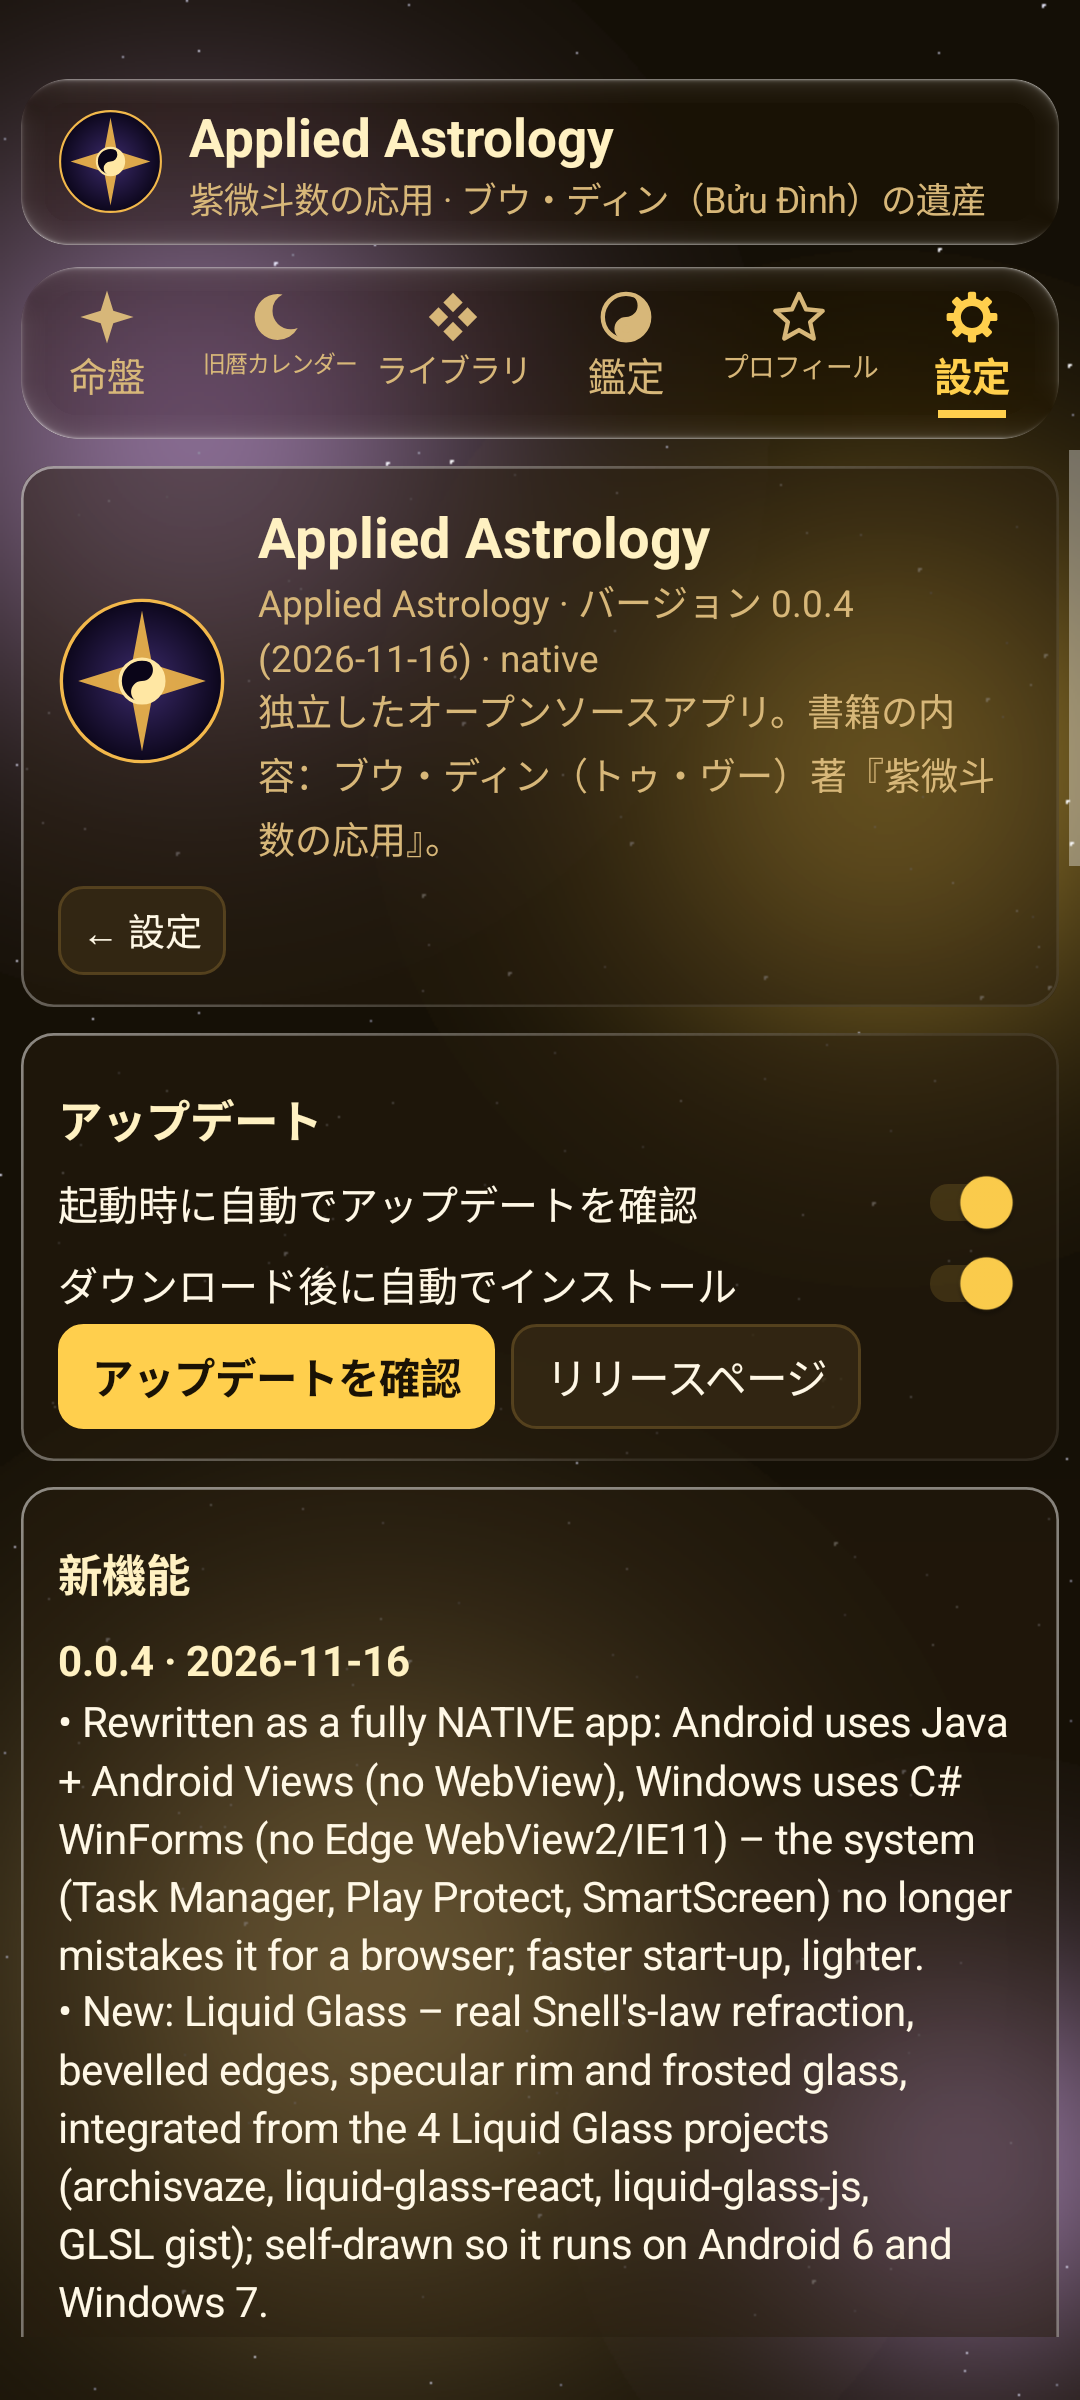 Applied Astrology
紫微斗数の応用 · ブウ・ディン（Bửu Đình）の遺産
命盤
旧暦カレンダー
ライブラリ
鑑定
プロフィール
設定
Applied Astrology
Applied Astrology · バージョン 0.0.4
(2026-11-16) · native
独立したオープンソースアプリ。書籍の内
容：ブウ・ディン（トゥ・ヴー）著『紫微斗
数の応用』。
← 設定
アップデート
起動時に自動でアップデートを確認
ダウンロード後に自動でインストール
アップデートを確認
リリースページ
新機能
0.0.4 · 2026-11-16
• Rewritten as a fully NATIVE app: Android uses Java
+ Android Views (no WebView), Windows uses C#
WinForms (no Edge WebView2/IE11) – the system
(Task Manager, Play Protect, SmartScreen) no longer
mistakes it for a browser; faster start-up, lighter.
• New: Liquid Glass – real Snell's-law refraction,
bevelled edges, specular rim and frosted glass,
integrated from the 4 Liquid Glass projects
(archisvaze, liquid-glass-react, liquid-glass-js,
GLSL gist); self-drawn so it runs on Android 6 and
Windows 7.